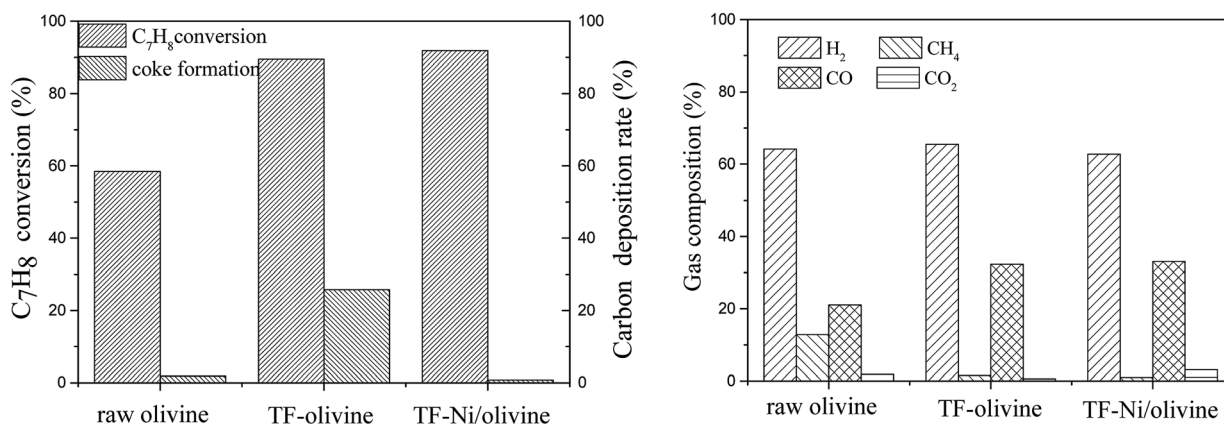 C₇H₈ conversion (%)
100
80
60
40
20
0
C₇H₈conversion
coke formation
raw olivine
TF-olivine
TF-Ni/olivine
100
80
60
40
20
0
Carbon deposition rate (%)
Gas composition (%)
100
80
60
40
20
0
H₂
CH₄
CO
CO₂
raw olivine
TF-olivine
TF-Ni/olivine